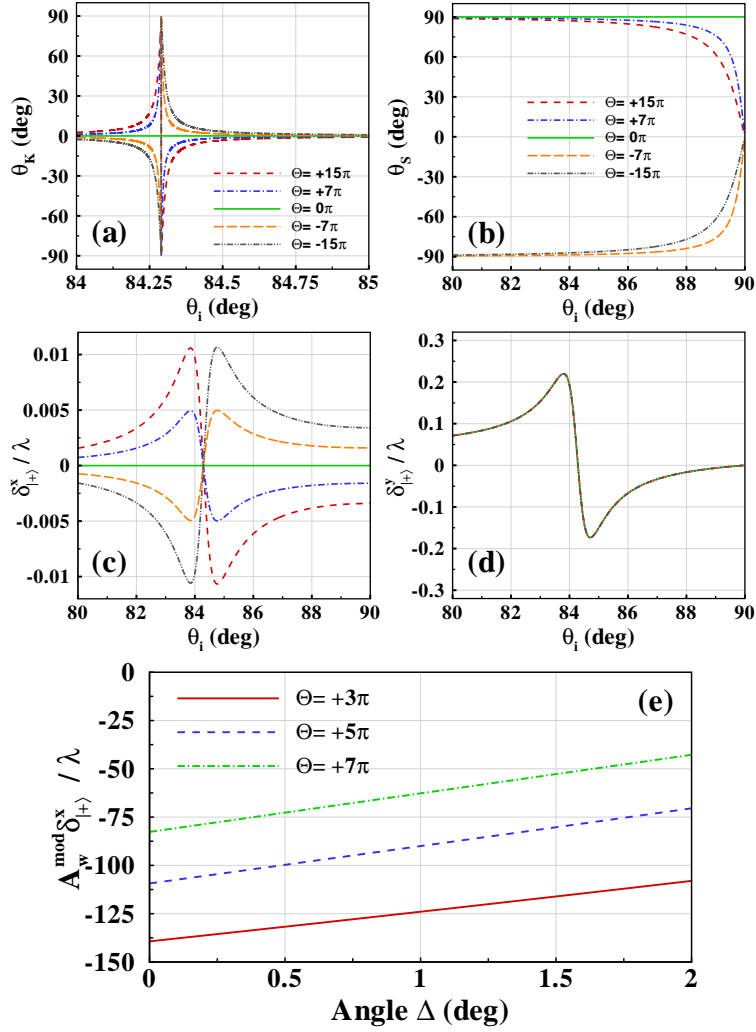 90
60
30
0
-30
-60
-90
θK (deg)
Θ= +15π
Θ= +7π
Θ= 0π
Θ= -7π
Θ= -15π
(a)
84 84.25 84.5 84.75 85
θi (deg)
90
60
30
0
-30
-60
-90
θS (deg)
Θ= +15π
Θ= +7π
Θ= 0π
Θ= -7π
Θ= -15π
(b)
80 82 84 86 88 90
θi (deg)
0.01
0.005
0
-0.005
-0.01
δx|+⟩ / λ
(c)
80 82 84 86 88 90
θi (deg)
0.3
0.2
0.1
0
-0.1
-0.2
-0.3
δy|+⟩ / λ
(d)
80 82 84 86 88 90
θi (deg)
0
-25
-50
-75
-100
-125
-150
Amodw δx|+⟩ / λ
Θ= +3π
Θ= +5π
Θ= +7π
(e)
0 0.5 1 1.5 2
Angle Δ (deg)